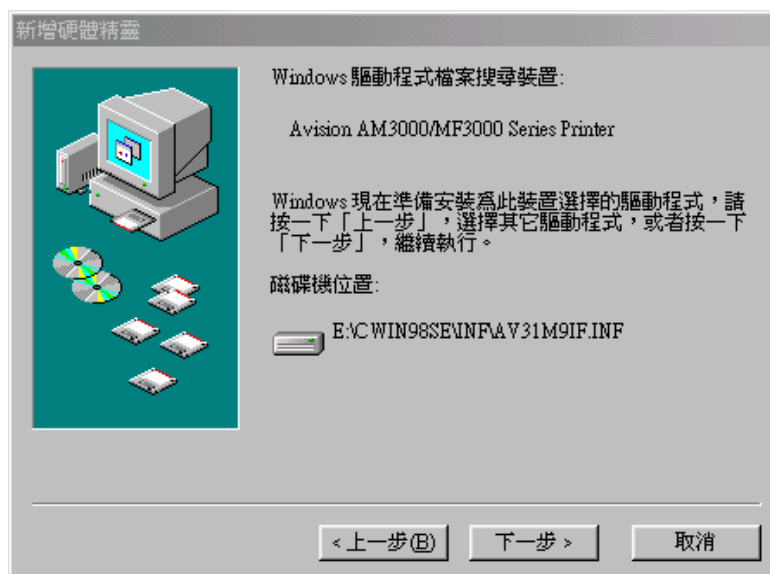 新增硬體精靈
Windows 驅動程式檔案搜尋裝置:
Avision AM3000/MF3000 Series Printer
Windows 現在準備安裝為此裝置選擇的驅動程式，請
按一下「上一步」，選擇其它驅動程式，或者按一下
「下一步」，繼續執行。
磁碟機位置:
E:\CWIN98SE\INF\AV31M9IF.INF
< 上一步(B)
下一步 >
取消